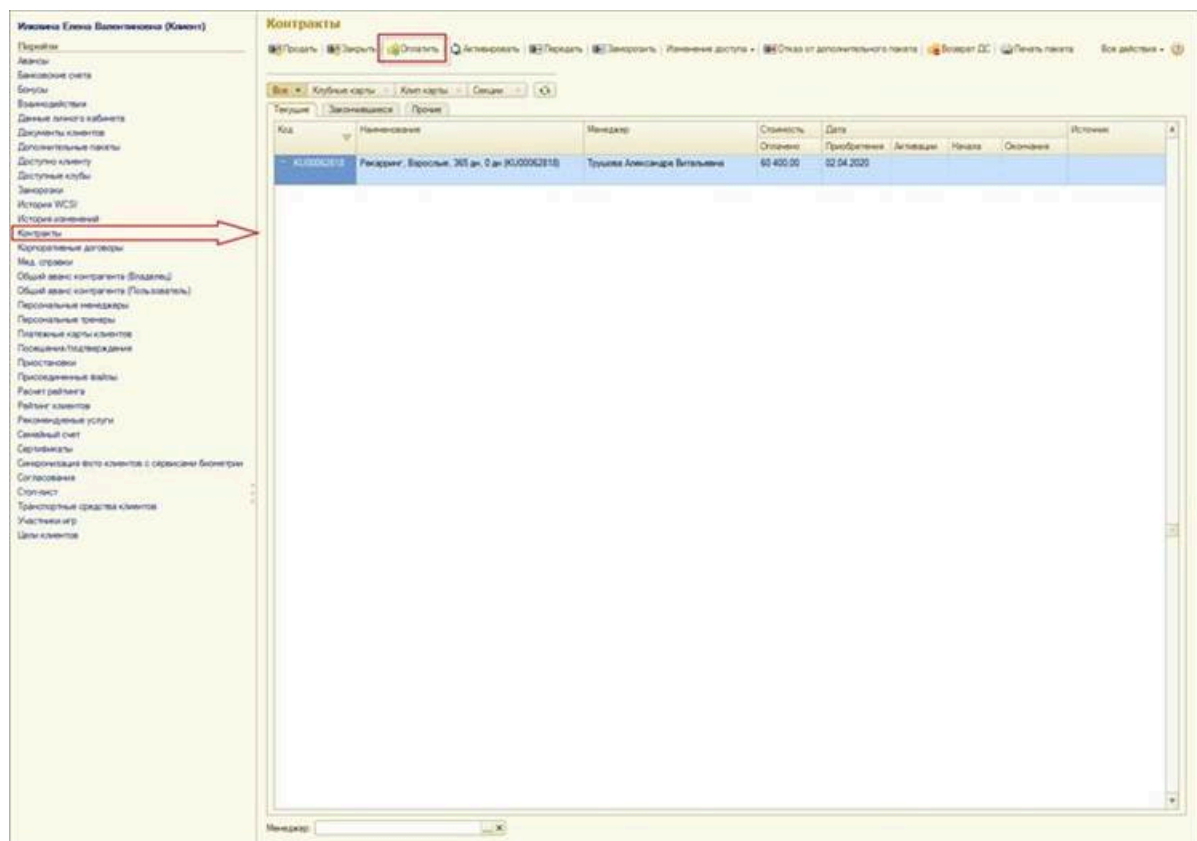 Елена Валентиновна (Клиент)
Перейти
Авансы
Банковские счета
Бонусы
Взаимодействия
Данные личного кабинета
Документы клиентов
Дополнительные пакеты
Доступно клиенту
Доступные клубы
Заморозки
История WCSI
История изменений
Контракты
Корпоративные договоры
Мед. справки
Общий аванс контрагента (Владелец)
Общий аванс контрагента (Пользователь)
Персональные менеджеры
Персональные тренеры
Платежные карты клиентов
Посещения/подтверждения
Приостановки
Присоединенные файлы
Расчет рейтинга
Рейтинг клиентов
Рекомендуемые услуги
Семейный счет
Сертификаты
Синхронизация фото клиентов с сервисами биометрии
Согласования
Стоп-лист
Транспортные средства клиентов
Участники игр
Цели клиентов
Контракты
Продать Закрыть Оплатить Активировать Передать Заморозить Изменение доступа Отказ от дополнительного пакета Возврат ДС Печать пакета Все действия
Все Клубные карты Клип карты Секции
Текущие Закончившиеся Прочие
Код Наименование Менеджер Стоимость Дата Источник
Оплачено Приобретения Активации Начала Окончания
KU00062818 Рекарринг, Взрослые, 365 дн, 0 дн (KU00062818) Трушова Александра Витальевна 60 400,00 02.04.2020
Менеджер: